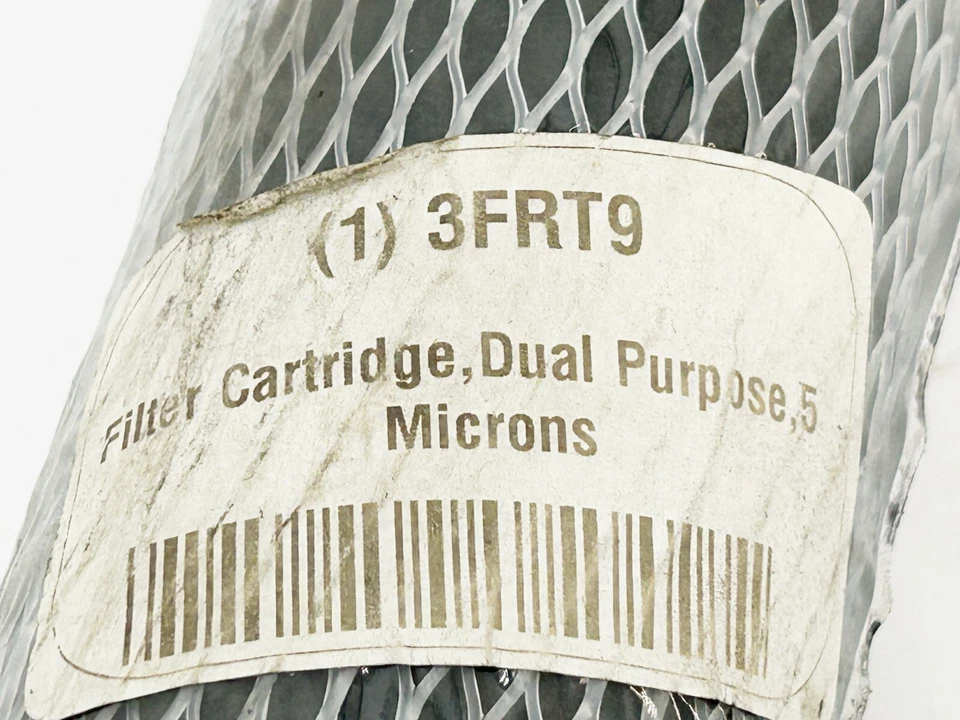 (1) 3FRT9
Filter Cartridge,Dual Purpose,5
Microns